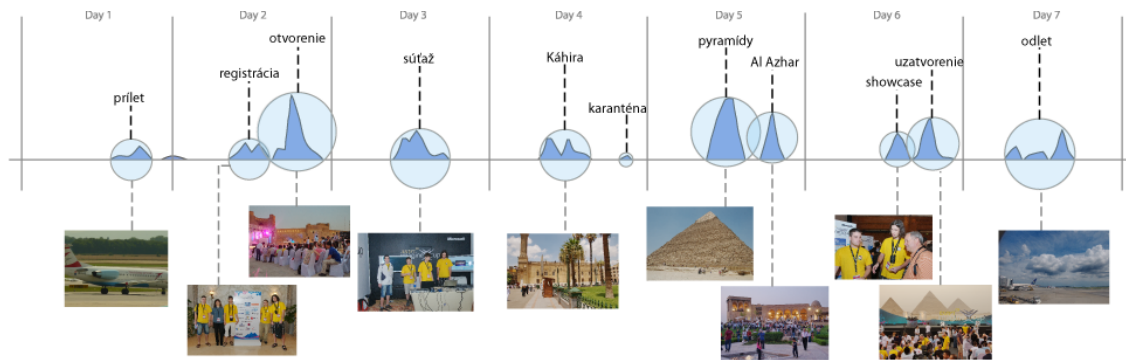 Day 1
Day 2
Day 3
Day 4
Day 5
Day 6
Day 7
prílet
registrácia
otvorenie
súťaž
Káhira
karanténa
pyramídy
Al Azhar
showcase
uzatvorenie
odlet